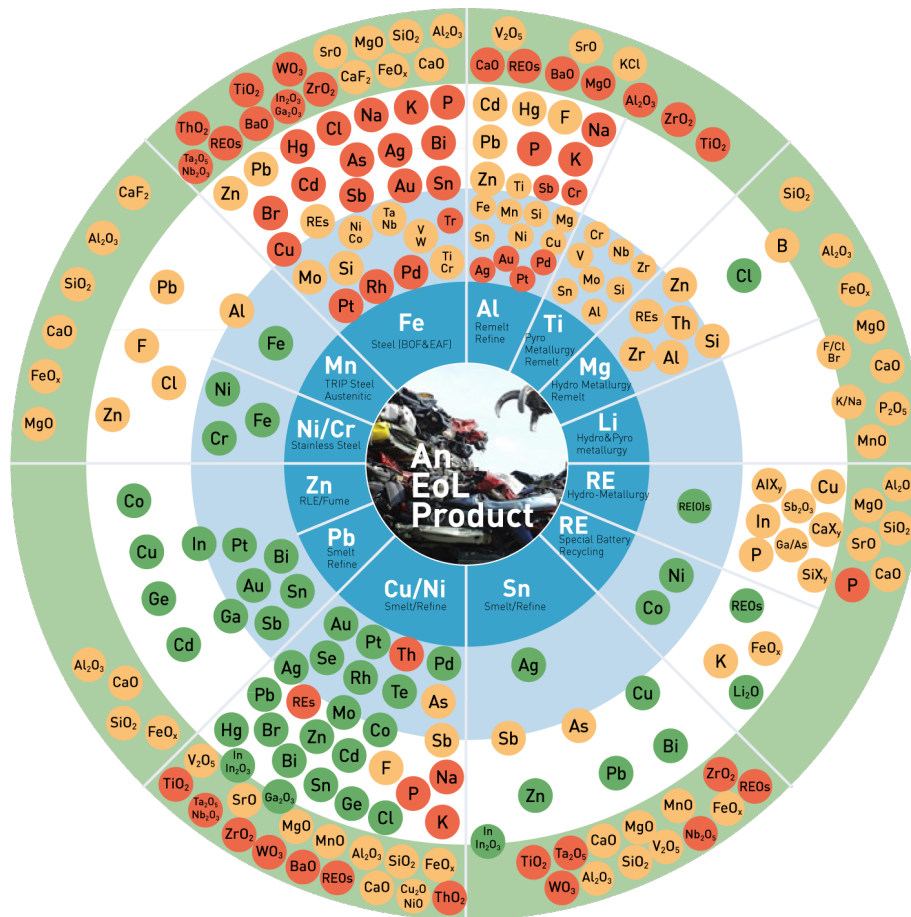 An
EoL
Product
Fe
Steel (BOF&EAF)
Al
Remelt
Refine
Ti
Pyro
Metallurgy
Remelt
Mg
Hydro Metallurgy
Remelt
Li
Hydro&Pyro
metallurgy
RE
Hydro-Metallurgy
RE
Special Battery
Recycling
Sn
Smelt/Refine
Cu/Ni
Smelt/Refine
Pb
Smelt
Refine
Zn
RLE/Fume
Ni/Cr
Stainless Steel
Mn
TRIP Steel
Austenitic
SrO
MgO
SiO₂
Al₂O₃
WO₃
CaF₂
FeOₓ
CaO
TiO₂
In₂O₃
Ga₂O₃
ZrO₂
ThO₂
REOs
BaO
Ta₂O₅
Nb₂O₃
Zn
Pb
Hg
Cl
Na
K
P
As
Ag
Bi
Cd
Sb
Au
Sn
Br
Cu
REs
Ni
Co
Ta
Nb
V
W
Tr
Mo
Si
Pt
Rh
Pd
Ti
Cr
V₂O₅
SrO
KCl
CaO
REOs
BaO
MgO
Al₂O₃
ZrO₂
TiO₂
Cd
Hg
F
Na
Pb
P
K
Zn
Ti
Sb
Cr
Fe
Mn
Si
Mg
Sn
Ni
Cu
Ag
Au
Pd
Pt
Cr
Nb
V
Zr
Mo
Si
Sn
Al
SiO₂
B
Cl
Zn
REs
Th
Si
Zr
Al
Al₂O₃
FeOₓ
MgO
F/Cl
Br
CaO
K/Na
P₂O₅
MnO
RE(O)s
AlXᵧ
Cu
Sb₂O₃
In
CaXᵧ
Ga/As
P
SiXᵧ
Al₂O
MgO
SiO₂
SrO
CaO
P
Ni
Co
REOs
K
FeOₓ
Li₂O
Ag
Cu
Sb
As
Bi
Pb
Zn
In
In₂O₃
ZrO₂
REOs
MnO
FeOₓ
MgO
Nb₂O₅
CaO
V₂O₅
Ta₂O₅
SiO₂
TiO₂
Al₂O₃
WO₃
Au
Pt
Th
Pd
Ag
Se
Rh
Te
As
Pb
REs
Mo
Co
Sb
Hg
Br
Zn
Cd
F
Na
In
In₂O₃
Bi
Sn
Ge
P
Ga₂O₃
Cl
K
V₂O₅
TiO₂
Ta₂O₅
Nb₂O₃
SrO
ZrO₂
MgO
WO₃
MnO
BaO
Al₂O₃
REOs
SiO₂
CaO
FeOₓ
Cu₂O
NiO
ThO₂
Co
Cu
In
Pt
Bi
Ge
Au
Sn
Ga
Sb
Cd
Al₂O₃
CaO
SiO₂
FeOₓ
Ni
Fe
Cr
Fe
Al
Pb
F
Cl
Zn
CaF₂
Al₂O₃
SiO₂
CaO
FeOₓ
MgO